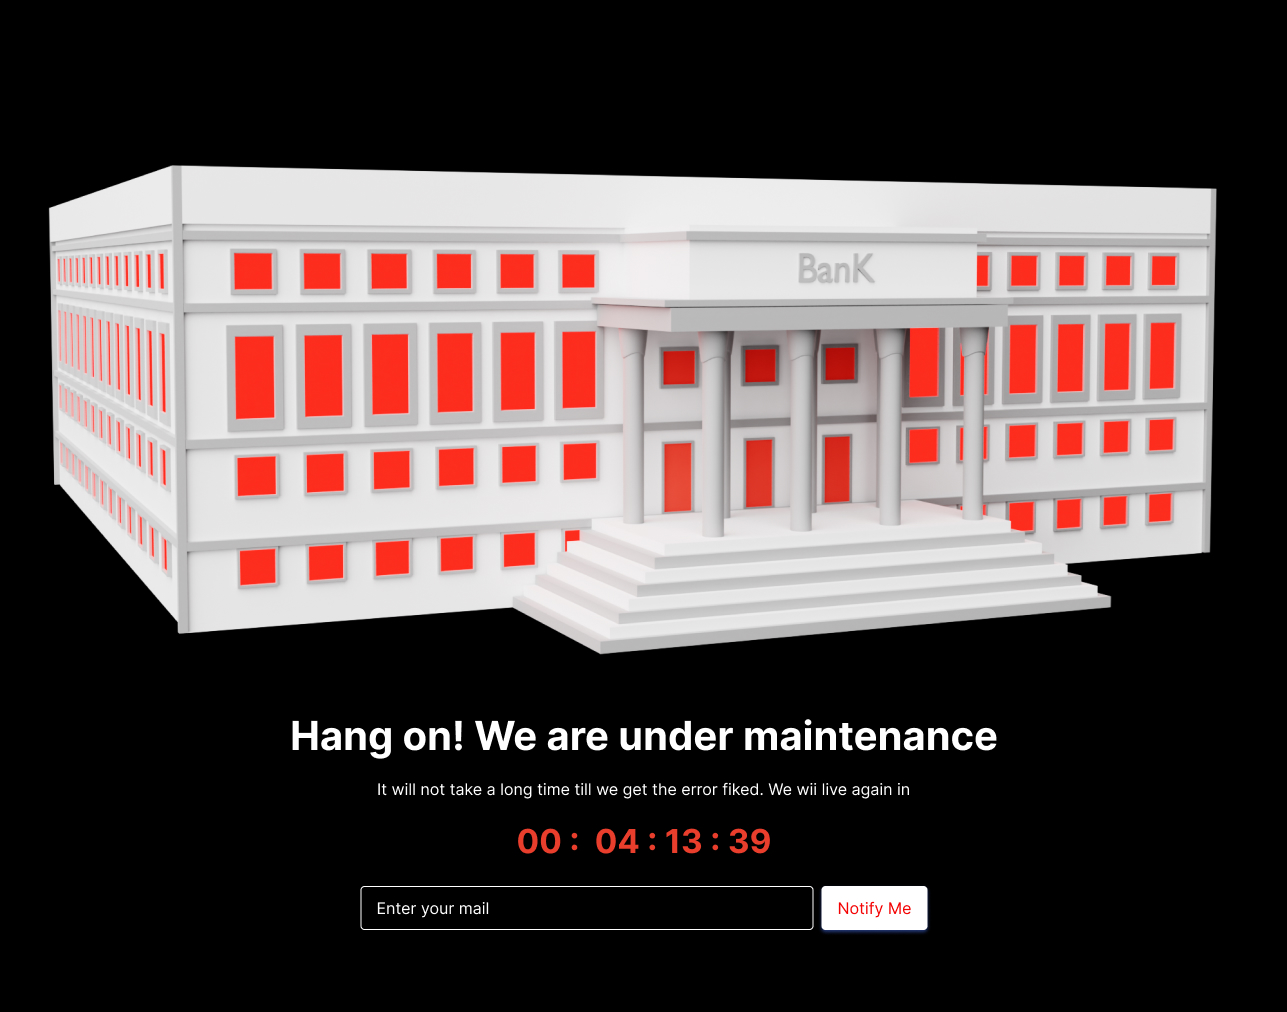 BanK
Hang on! We are under maintenance
It will not take a long time till we get the error fiked. We wii live again in
00 : 04 : 13 : 39
Enter your mail
Notify Me